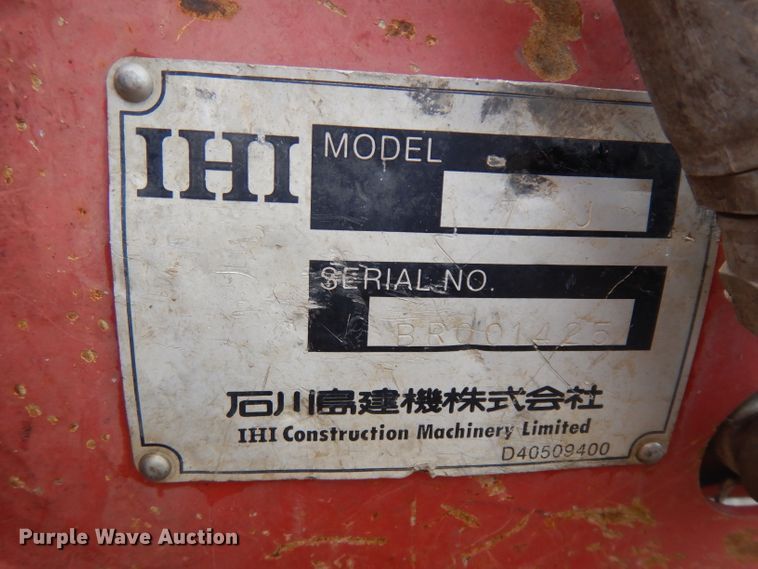 IHI
MODEL
J
SERIAL NO.
BR001425
石川島建機株式会社
IHI Construction Machinery Limited
D40509400
Purple Wave Auction®